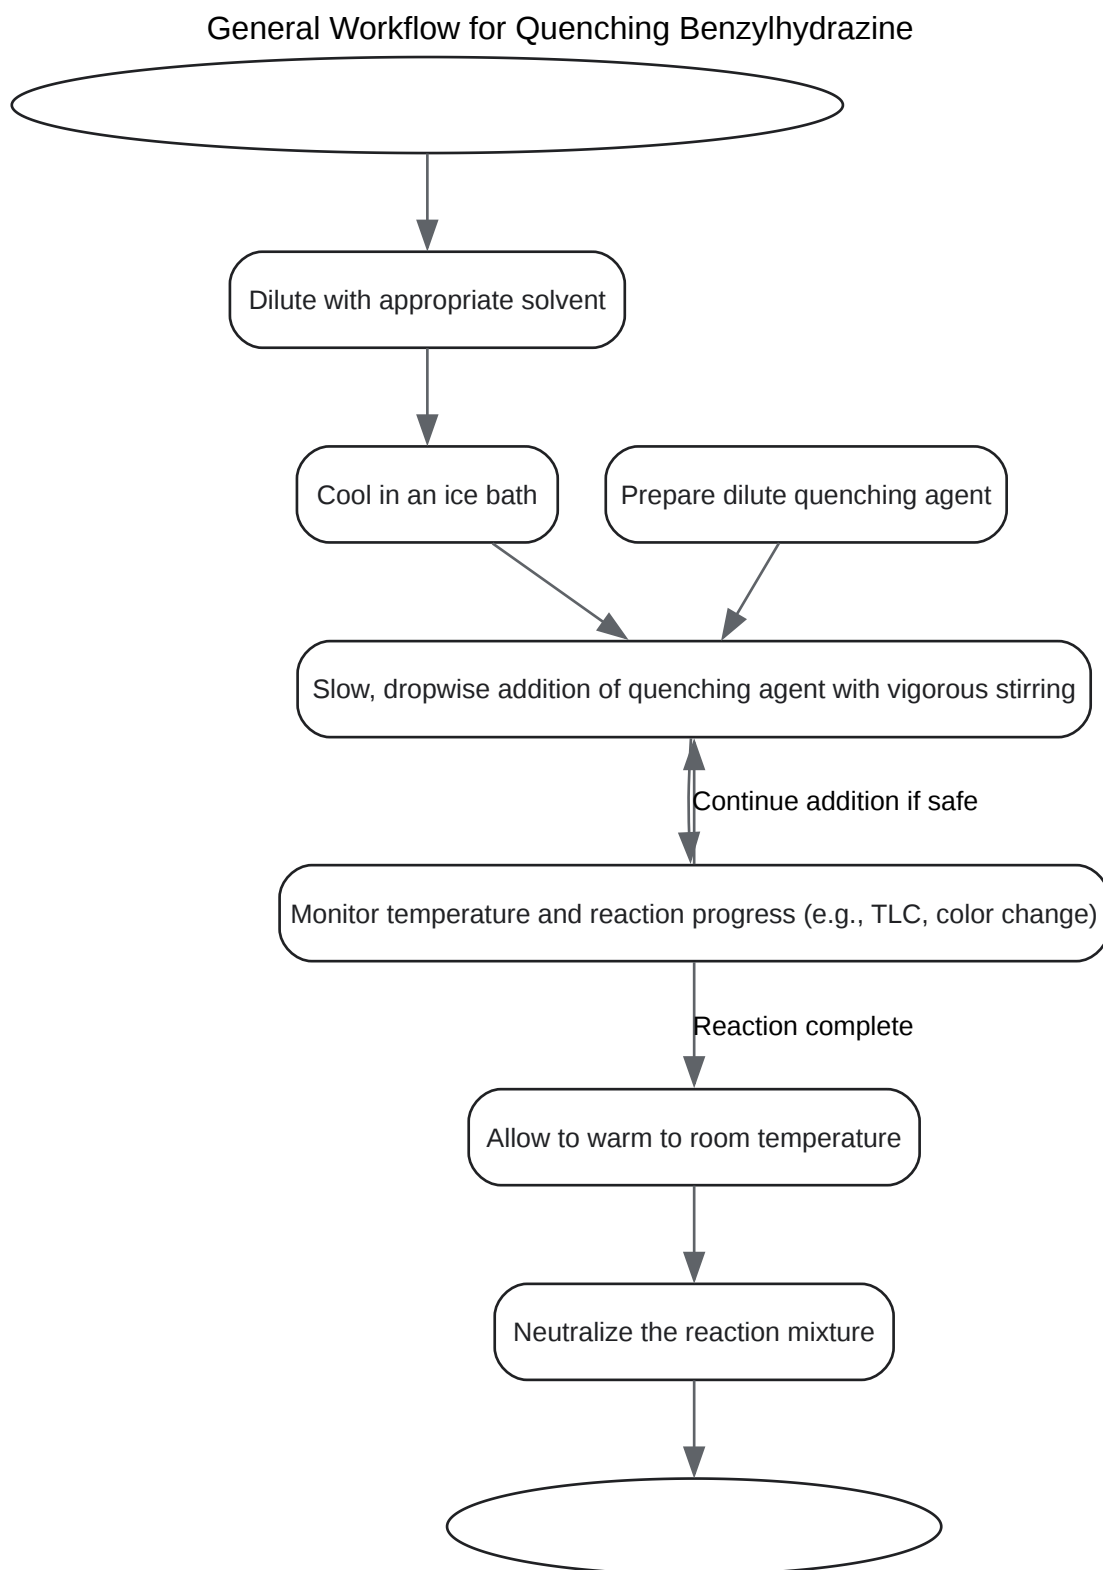 General Workflow for Quenching Benzylhydrazine
Dilute with appropriate solvent
Cool in an ice bath
Prepare dilute quenching agent
Slow, dropwise addition of quenching agent with vigorous stirring
Continue addition if safe
Monitor temperature and reaction progress (e.g., TLC, color change)
Reaction complete
Allow to warm to room temperature
Neutralize the reaction mixture